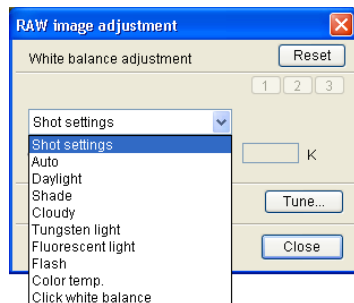 RAW image adjustment
White balance adjustment Reset
1 2 3
Shot settings
Shot settings
Auto
K
Daylight
Shade
Tune...
Cloudy
Tungsten light
Fluorescent light
Close
Flash
Color temp.
Click white balance